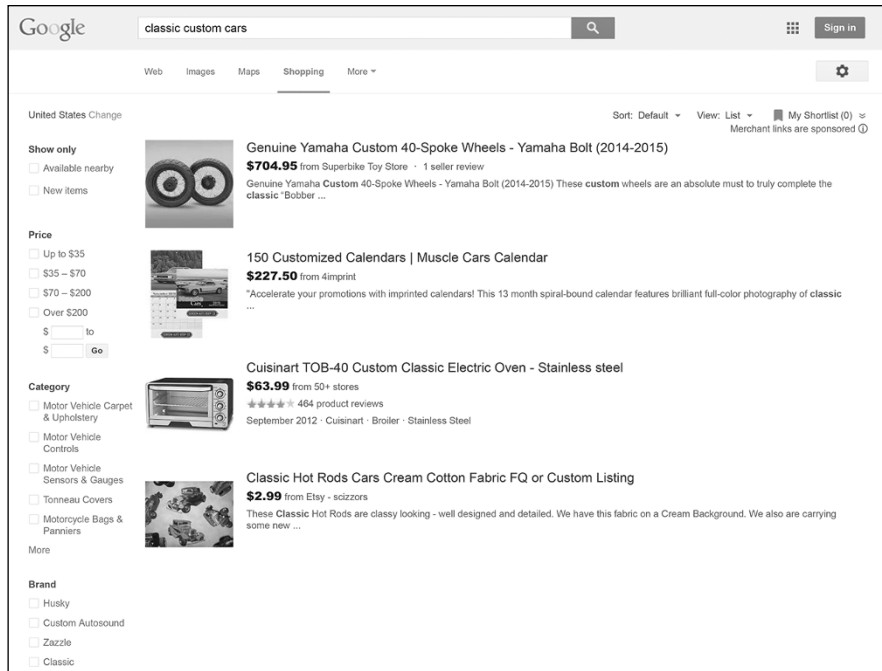 Google
classic custom cars
Sign in
Web Images Maps Shopping More
United States Change
Sort: Default View: List My Shortlist (0)
Merchant links are sponsored
Show only
Available nearby
New items
Price
Up to $35
$35 – $70
$70 – $200
Over $200
$ to
$ Go
Category
Motor Vehicle Carpet
& Upholstery
Motor Vehicle
Controls
Motor Vehicle
Sensors & Gauges
Tonneau Covers
Motorcycle Bags &
Panniers
More
Brand
Husky
Custom Autosound
Zazzle
Classic
Genuine Yamaha Custom 40-Spoke Wheels - Yamaha Bolt (2014-2015)
$704.95 from Superbike Toy Store · 1 seller review
Genuine Yamaha Custom 40-Spoke Wheels - Yamaha Bolt (2014-2015) These custom wheels are an absolute must to truly complete the
classic “Bobber ...
150 Customized Calendars | Muscle Cars Calendar
$227.50 from 4imprint
"Accelerate your promotions with imprinted calendars! This 13 month spiral-bound calendar features brilliant full-color photography of classic
...
Cuisinart TOB-40 Custom Classic Electric Oven - Stainless steel
$63.99 from 50+ stores
464 product reviews
September 2012 · Cuisinart · Broiler · Stainless Steel
Classic Hot Rods Cars Cream Cotton Fabric FQ or Custom Listing
$2.99 from Etsy - scizzors
These Classic Hot Rods are classy looking - well designed and detailed. We have this fabric on a Cream Background. We also are carrying
some new ...